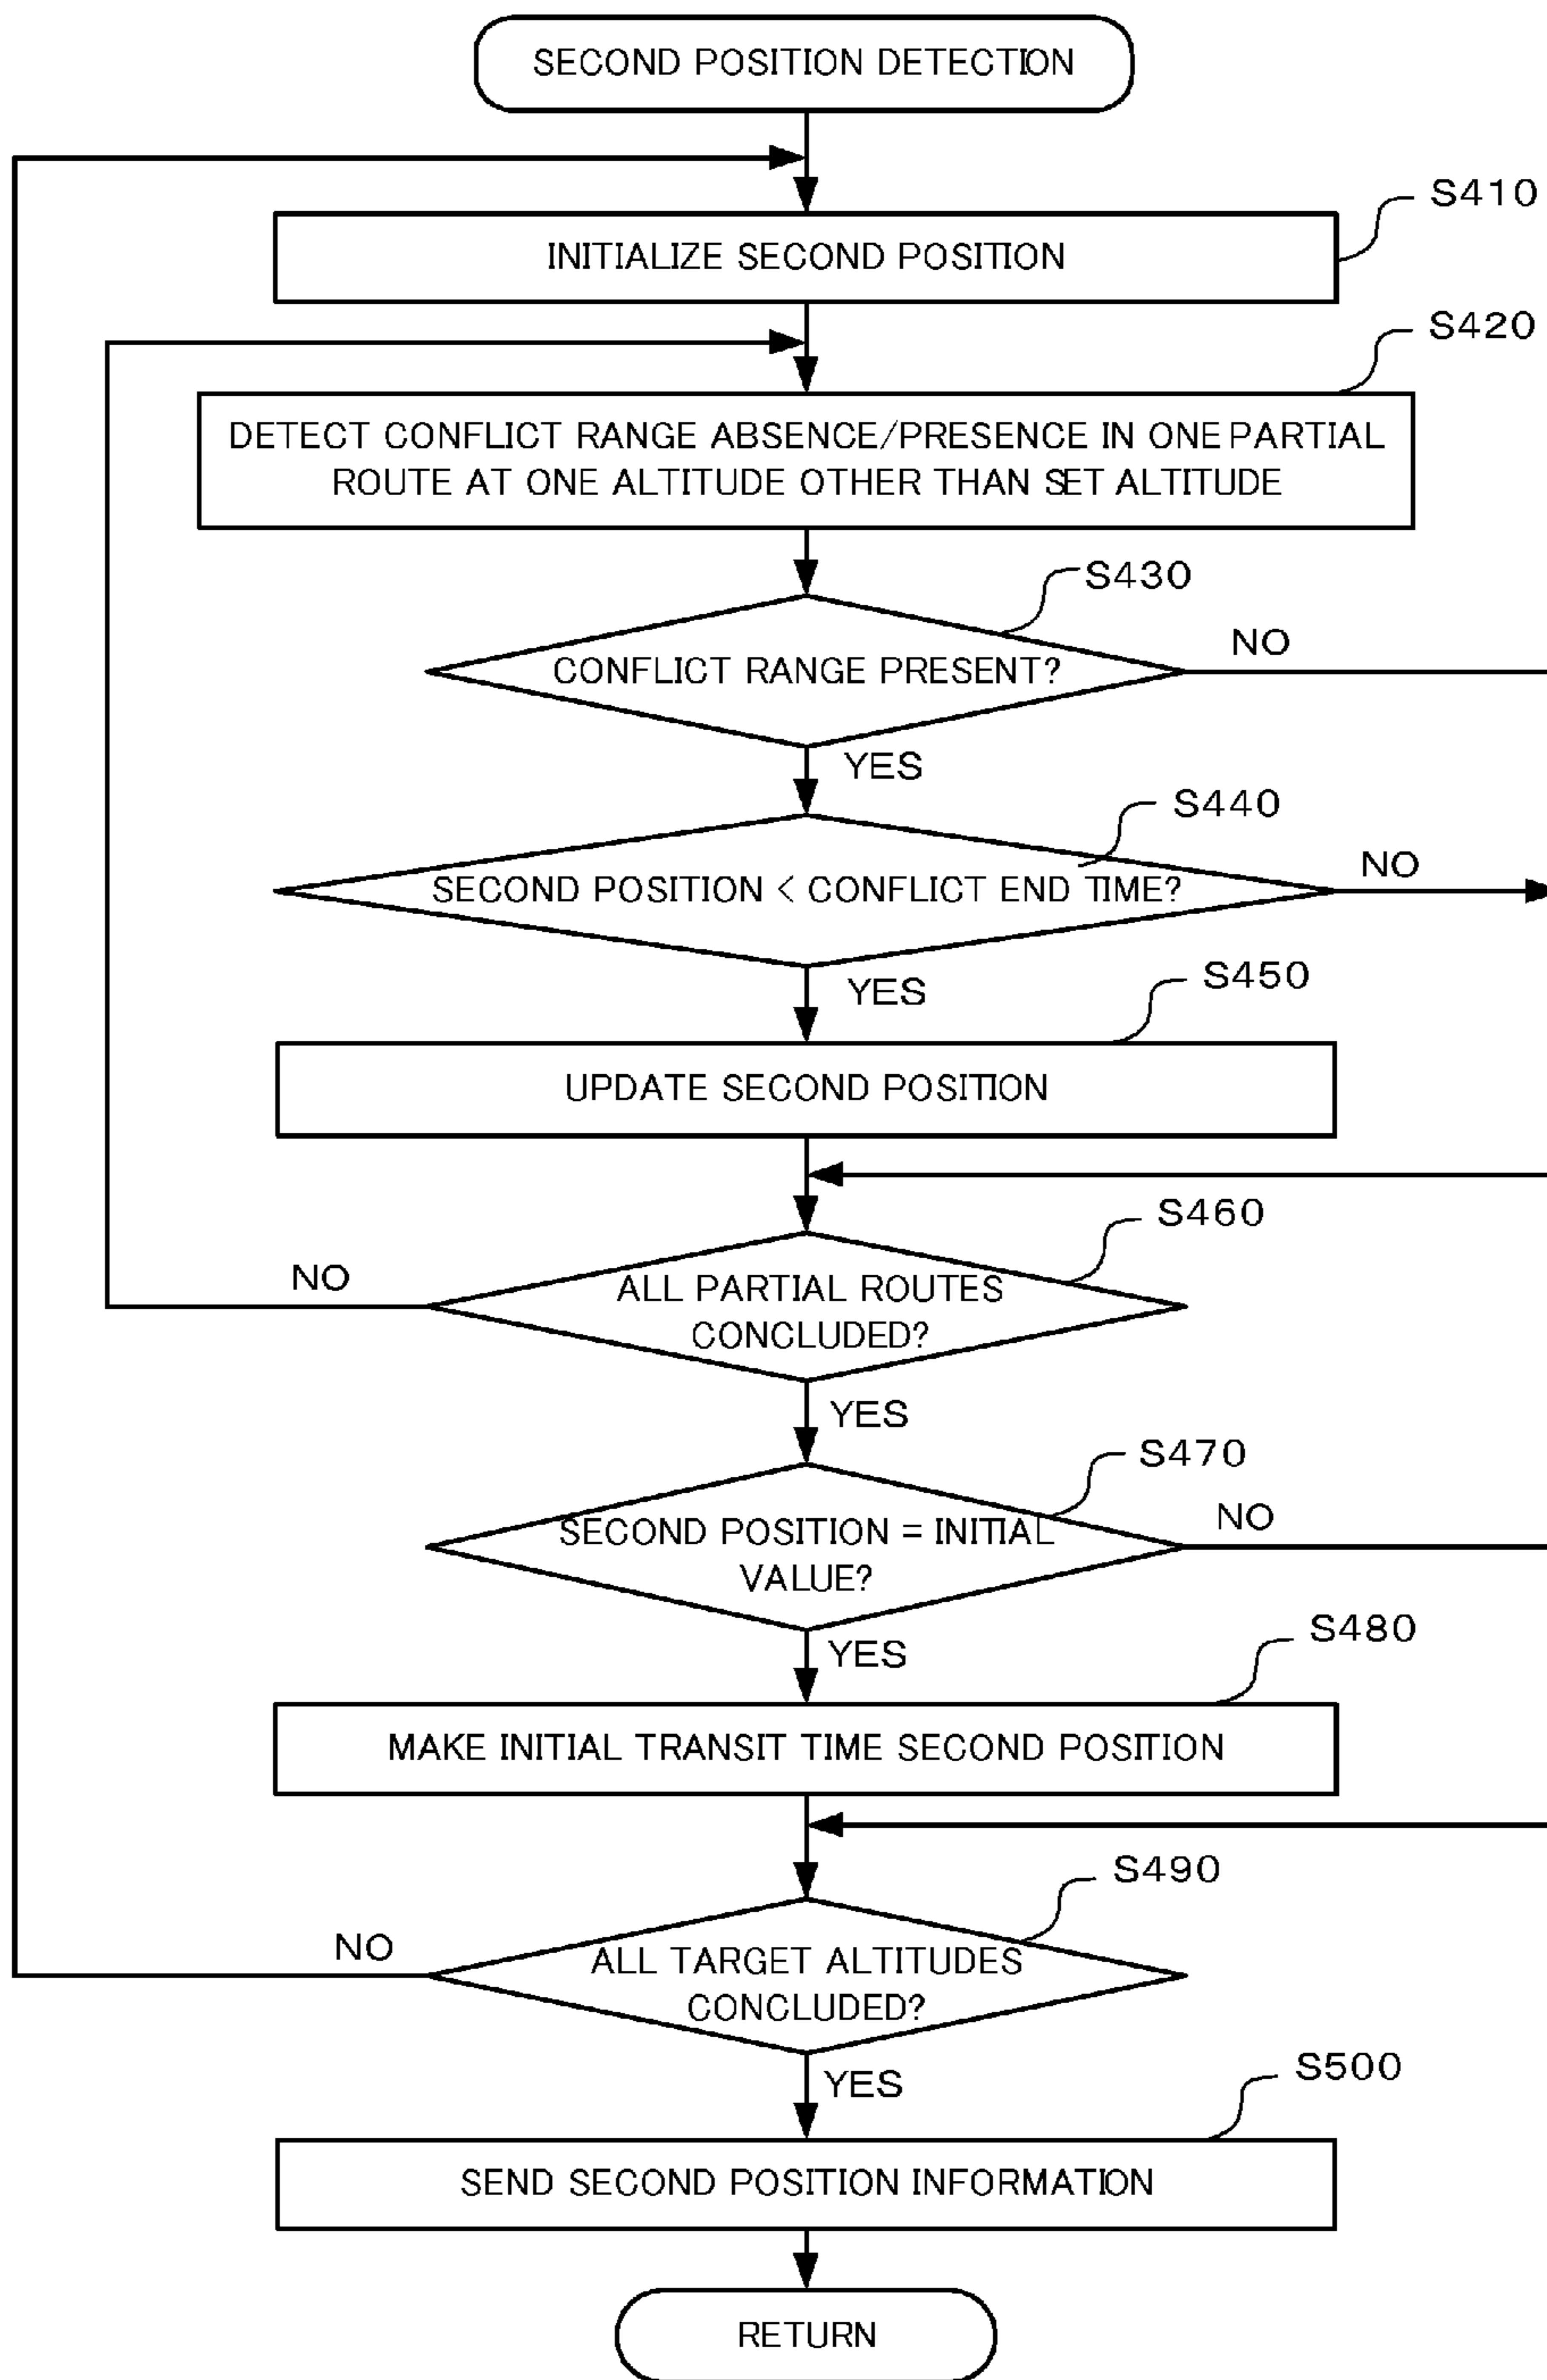 SECOND POSITION DETECTION
S410
INITIALIZE SECOND POSITION
S420
DETECT CONFLICT RANGE ABSENCE/PRESENCE IN ONE PARTIAL
ROUTE AT ONE ALTITUDE OTHER THAN SET ALTITUDE
S430
NO
CONFLICT RANGE PRESENT?
YES
S440
NO
SECOND POSITION < CONFLICT END TIME?
YES
S450
UPDATE SECOND POSITION
S460
NO
ALL PARTIAL ROUTES
CONCLUDED?
YES
S470
NO
SECOND POSITION = INITIAL
VALUE?
YES
S480
MAKE INITIAL TRANSIT TIME SECOND POSITION
S490
NO
ALL TARGET ALTITUDES
CONCLUDED?
YES
S500
SEND SECOND POSITION INFORMATION
RETURN